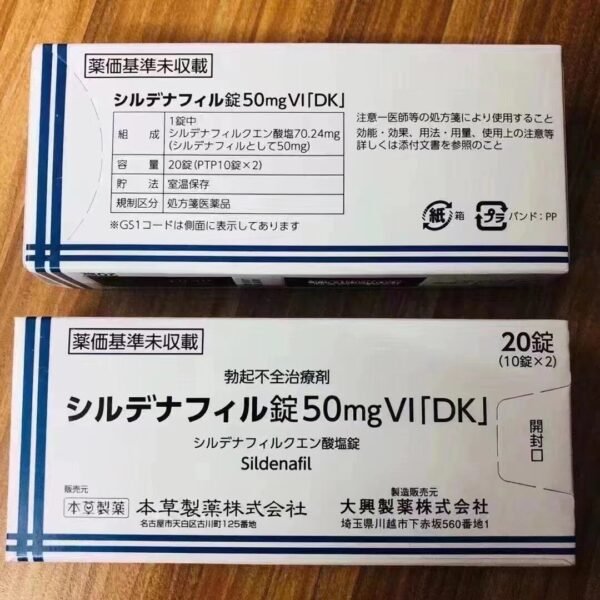 薬価基準未収載
シルデナフィル錠50mgVI「DK」
組 成
1錠中
シルデナフィルクエン酸塩70.24mg
(シルデナフィルとして50mg)
容 量 20錠(PTP10錠×2)
貯 法 室温保存
規制区分 処方箋医薬品
※GS1コードは側面に表示してあります
注意ー医師等の処方箋により使用すること
効能・効果、用法・用量、使用上の注意等
詳しくは添付文書を参照のこと
紙 箱
プラ バンド:PP
薬価基準未収載
20錠
(10錠×2)
勃起不全治療剤
シルデナフィル錠50mgVI「DK」
シルデナフィルクエン酸塩錠
Sildenafil
開封口
販売元
本草製薬 本草製薬株式会社
名古屋市天白区古川町125番地
製造販売元
大興製薬株式会社
埼玉県川越市下赤坂560番地1